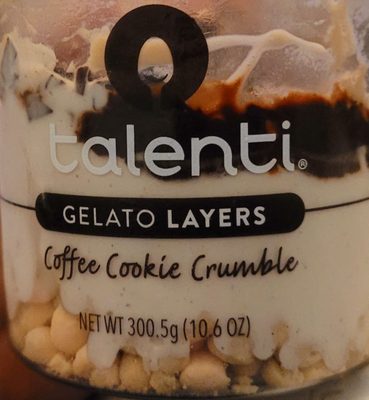 talenti®
GELATO LAYERS
Coffee Cookie Crumble
NET WT 300.5g (10.6 OZ)